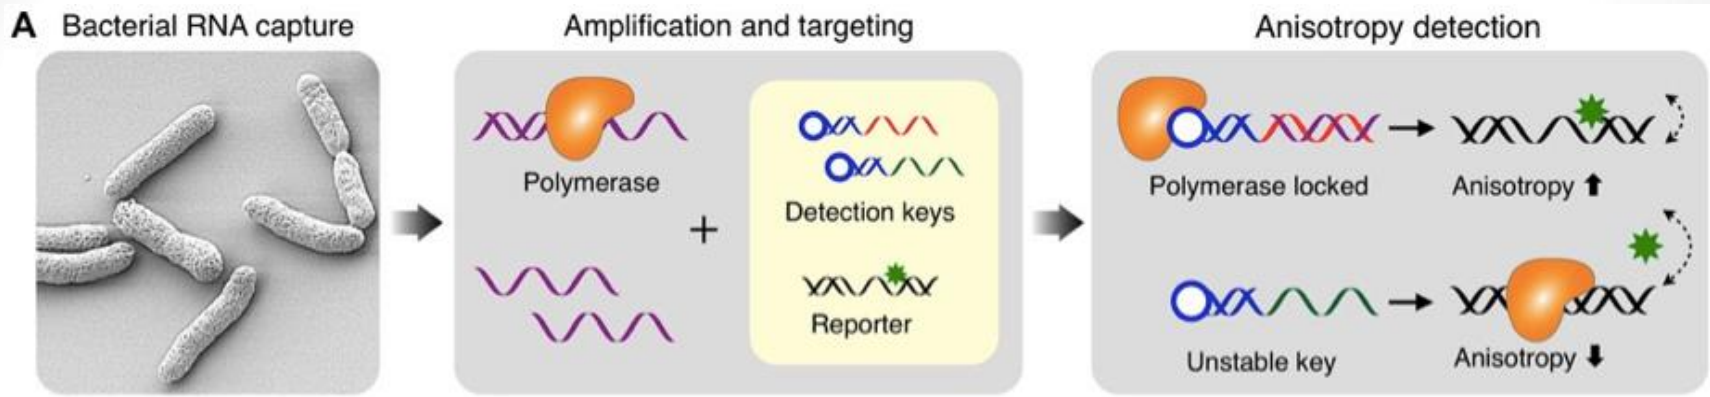 A Bacterial RNA capture
Amplification and targeting
Anisotropy detection
Polymerase
+
Detection keys
Reporter
Polymerase locked
Anisotropy ⬆
Unstable key
Anisotropy ⬇